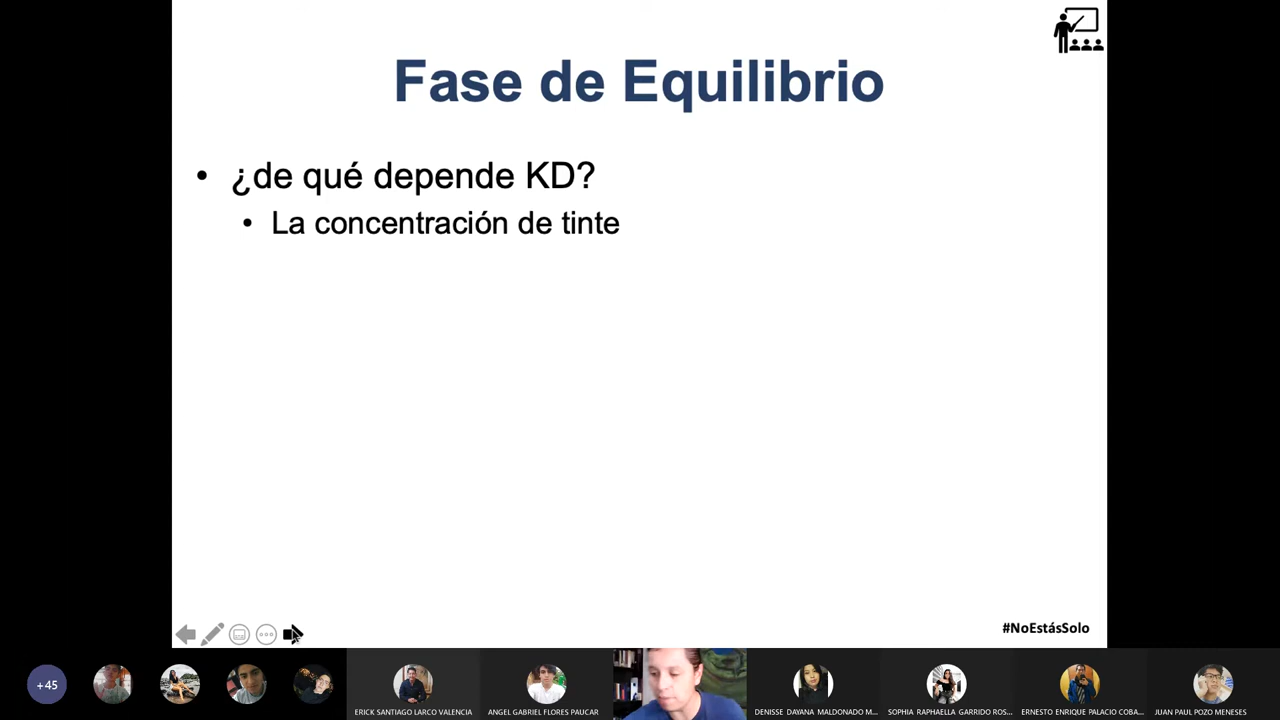 Fase de Equilibrio
• ¿de qué depende KD?
• La concentración de tinte
#NoEstásSolo
+45
ERICK SANTIAGO LARCO VALENCIA
ANGEL GABRIEL FLORES PAUCAR
DENISSE DAYANA MALDONADO M...
SOPHIA RAPHAELLA GARRIDO ROS...
ERNESTO ENRIQUE PALACIO COBA...
JUAN PAUL POZO MENESES